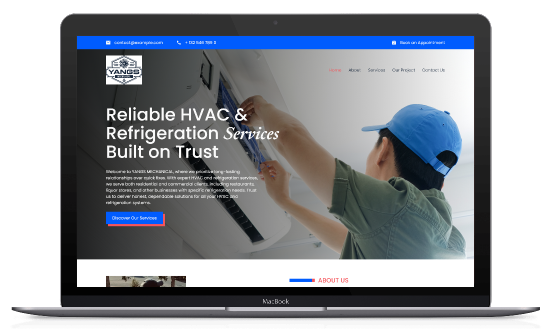 contact@example.com
+ 132 548 789 0
Book an Appointment
YANGS
Home
About
Services
Our Project
Contact Us
Reliable HVAC &
Refrigeration Services
Built on Trust
Welcome to YANGS MECHANICAL, where we prioritize long-lasting
relationships over quick fixes. With expert HVAC and refrigeration services,
we serve both residential and commercial clients, including restaurants,
liquor stores, and other businesses with specific refrigeration needs. Trust
us to deliver honest, dependable solutions for all your HVAC and
refrigeration systems.
Discover Our Services
ABOUT US
MacBook